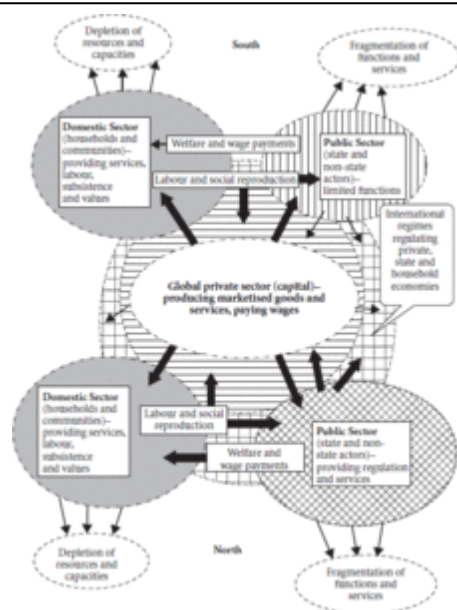 Depletion of
resources and
capacities
South
Fragmentation of
functions and
services
Domestic Sector
(households and
communities)–
providing services,
labour,
subsistence
and values
Welfare and wage payments
Labour and social reproduction
Public Sector
(state and
non-state
actors)–
limited functions
International
regimes
regulating
private,
state and
household
economies
Global private sector (capital)–
producing marketised goods and
services, paying wages
Domestic Sector
(households and
communities)–
providing services,
labour,
subsistence
and values
Labour and social
reproduction
Welfare and
wage payments
Public Sector
(state and non-
state actors)–
providing regulation
and services
Depletion of
resources and
capacities
North
Fragmentation of
functions and
services